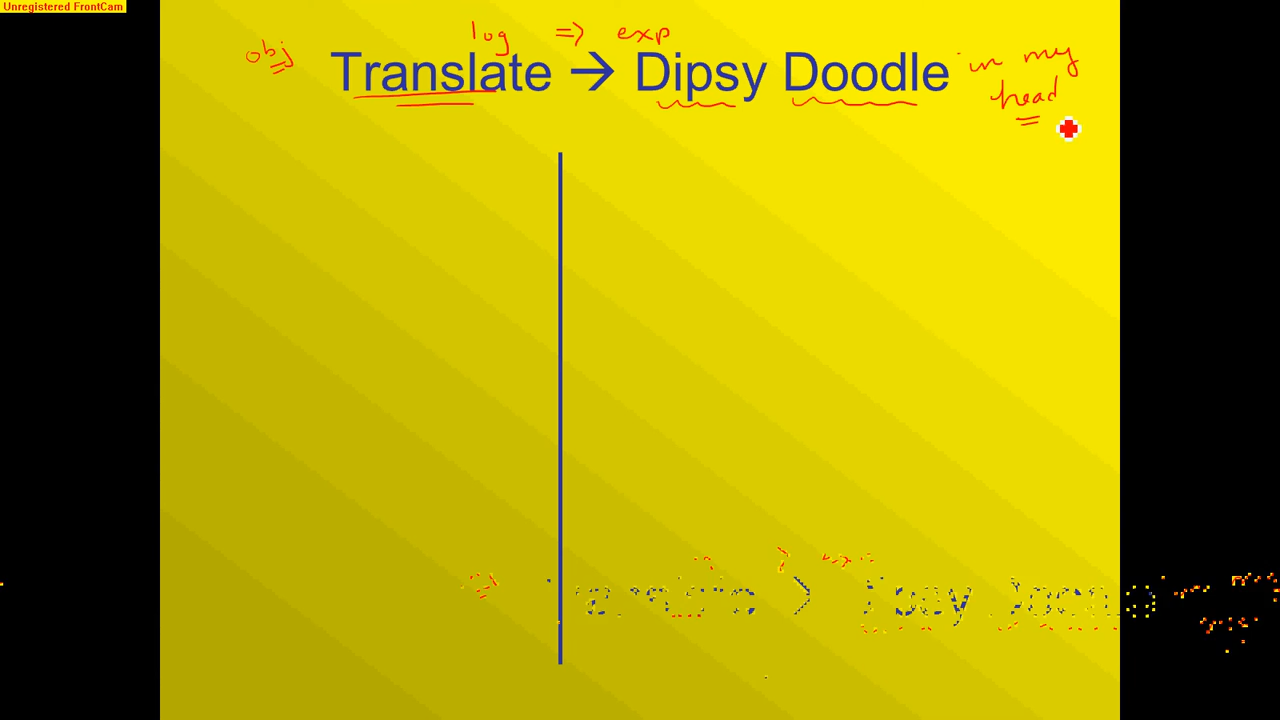 Unregistered FrontCam
log => exp
obj Translate → Dipsy Doodle in my
head